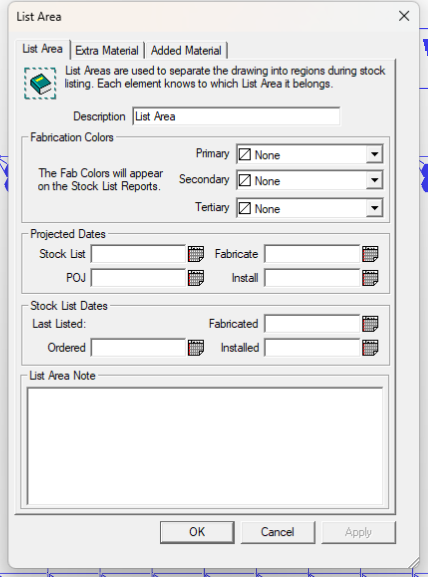 List Area
List Area Extra Material Added Material
List Areas are used to separate the drawing into regions during stock
listing. Each element knows to which List Area it belongs.
Description List Area
Fabrication Colors
Primary None
The Fab Colors will appear
on the Stock List Reports.
Secondary None
Tertiary None
Projected Dates
Stock List Fabricate
POJ Install
Stock List Dates
Last Listed: Fabricated
Ordered Installed
List Area Note
OK Cancel Apply